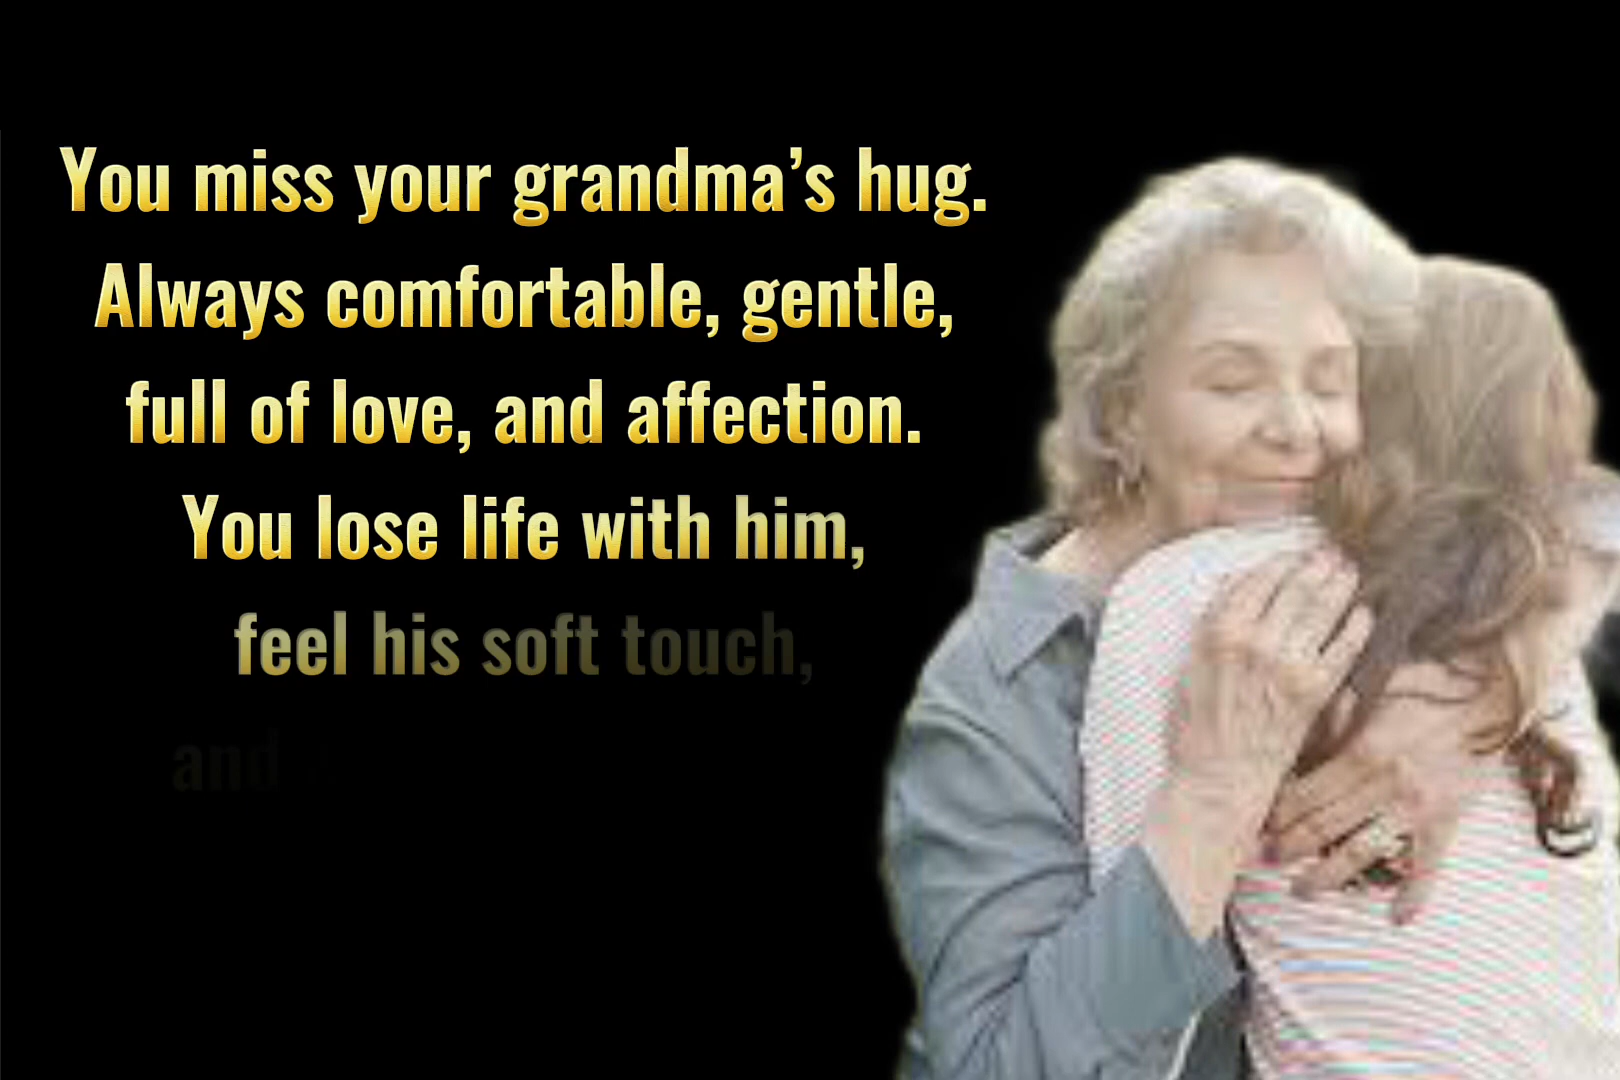 You miss your grandma’s hug.
Always comfortable, gentle,
full of love, and affection.
You lose life with him,
feel his soft touch,
and